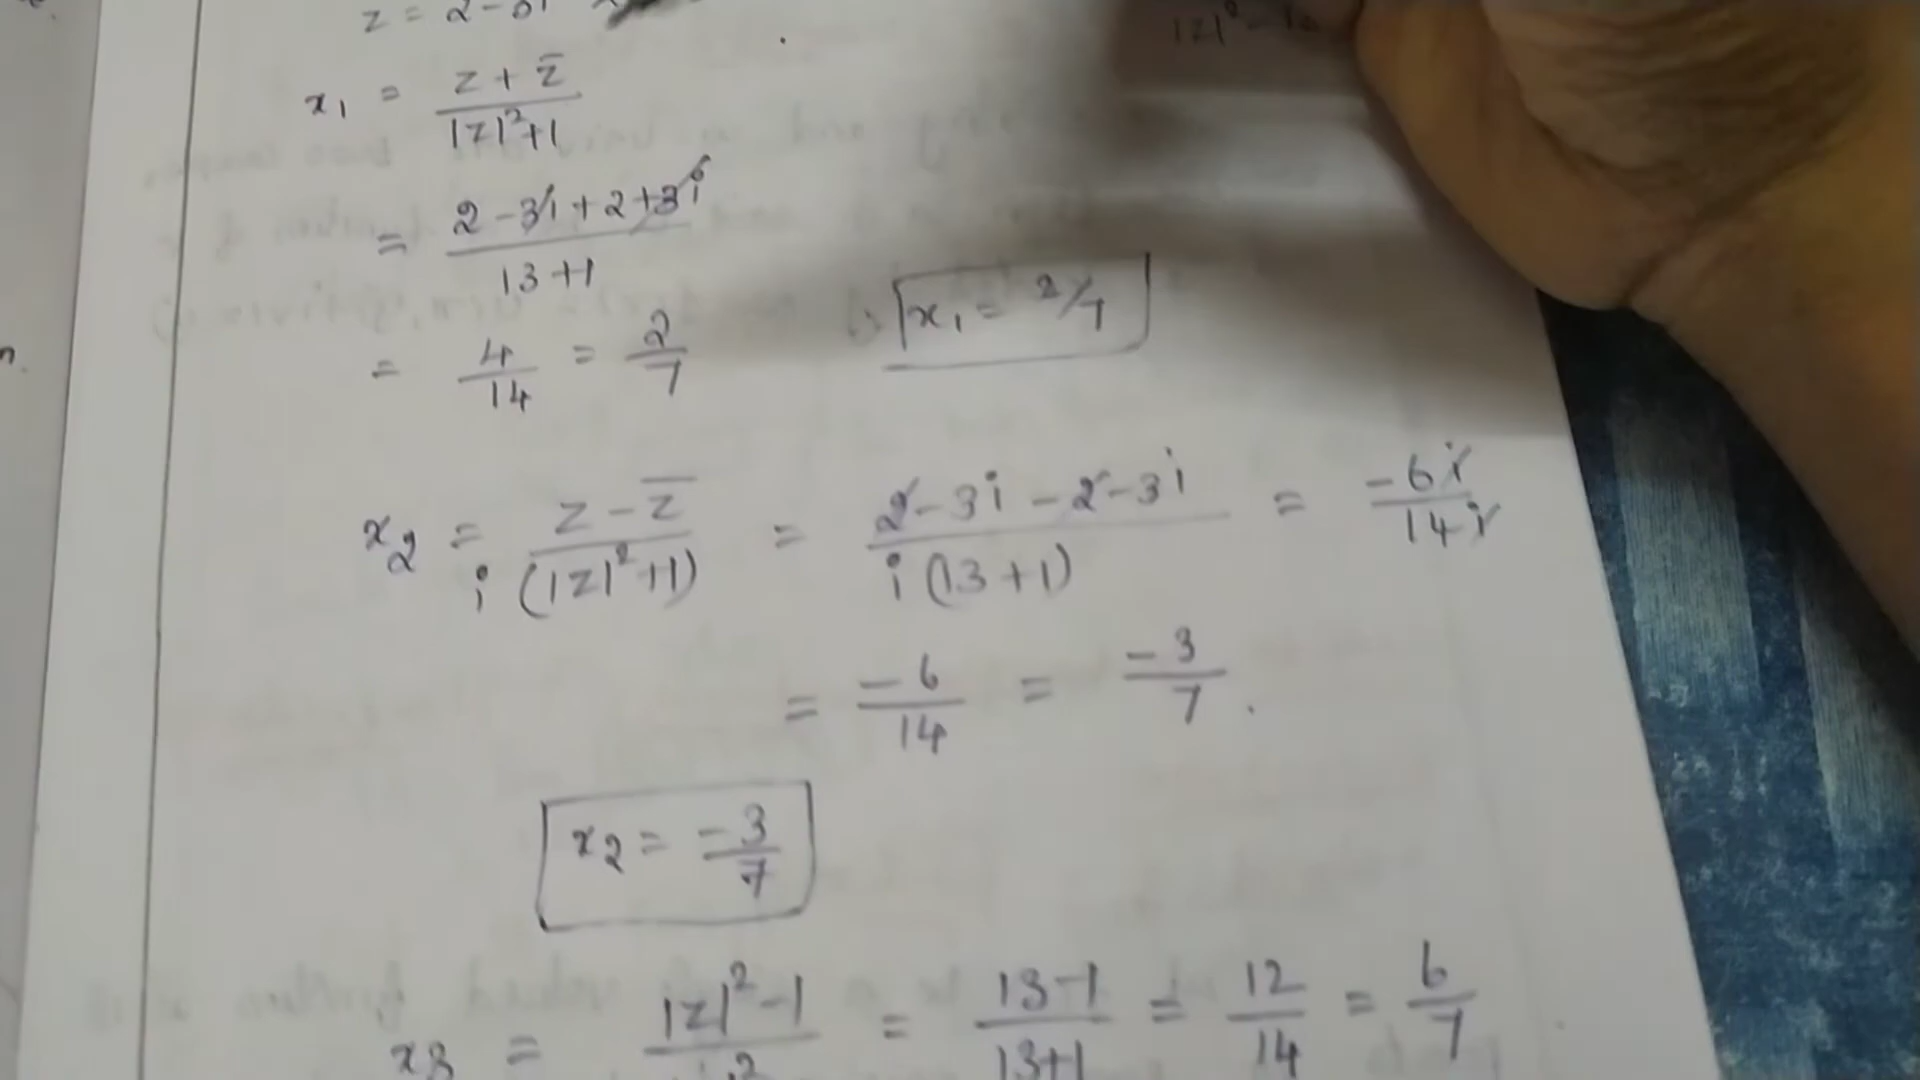 z = 2-3i
x₁ = (z + z̄)/(|z|²+1)
= (2-3i+2+3i)/(13+1)
= 4/14 = 2/7 x₁ = 2/7
x₂ = (z - z̄)/(i(|z|²+1)) = (2-3i-2-3i)/(i(13+1)) = -6i/14i
= -6/14 = -3/7.
x₂ = -3/7
x₃ = (|z|²-1)/ = (13-1)/(13+1) = 12/14 = 6/7